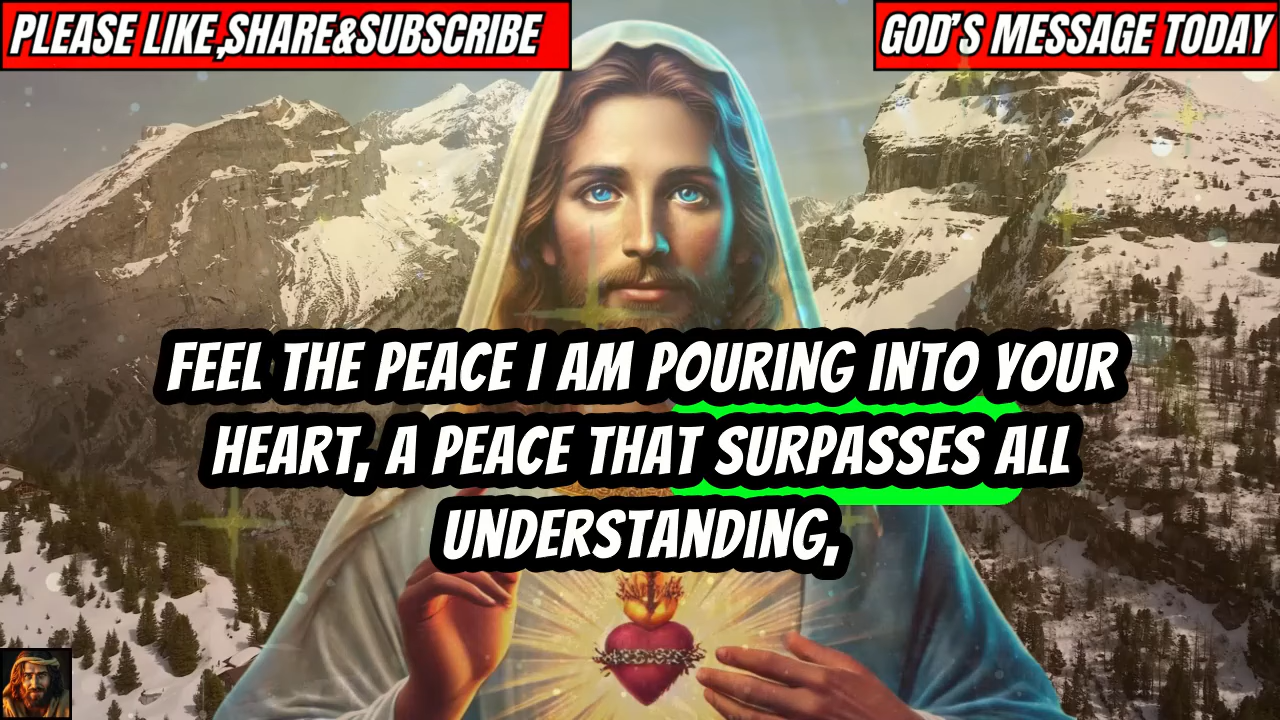 PLEASE LIKE,SHARE&SUBSCRIBE
GOD'S MESSAGE TODAY
FEEL THE PEACE I AM POURING INTO YOUR
HEART, A PEACE THAT SURPASSES ALL
UNDERSTANDING,